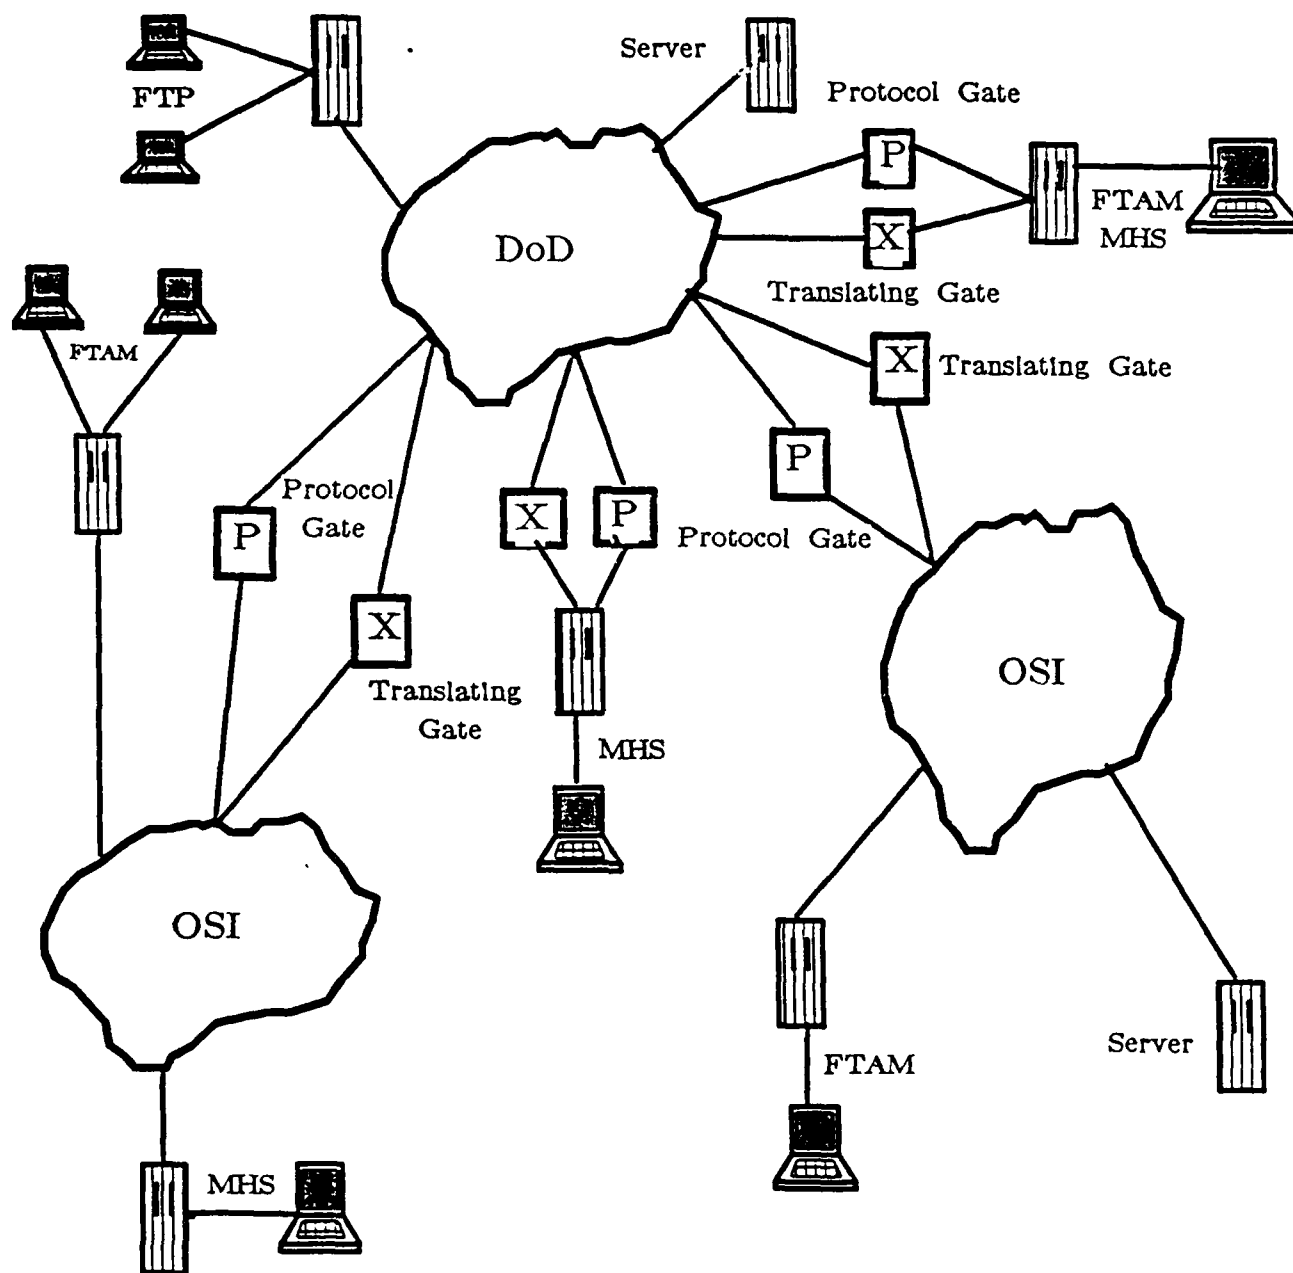 FTP
Server
Protocol Gate
P
FTAM
MHS
X
Translating Gate
DoD
FTAM
X
Translating Gate
P
Protocol
Gate
P
X
P
Protocol Gate
X
Translating
Gate
MHS
OSI
OSI
FTAM
Server
MHS